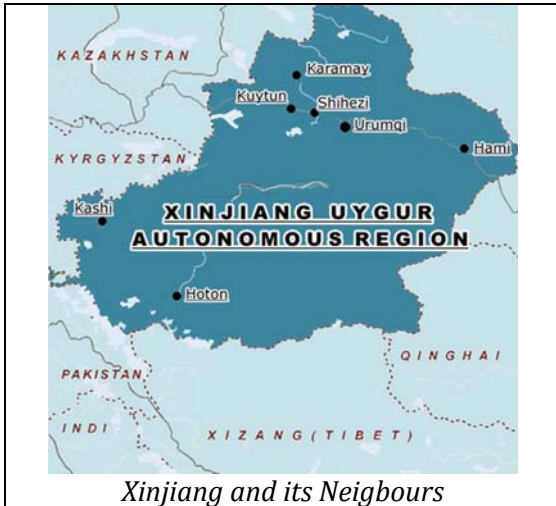 KAZAKHSTAN
Karamay
Kuytun
Shihezi
Urumqi
Hami
KYRGYZSTAN
Kashi
XINJIANG UYGUR
AUTONOMOUS REGION
Hoton
QINGHAI
PAKISTAN
INDI
XIZANG (TIBET)
Xinjiang and its Neigbours